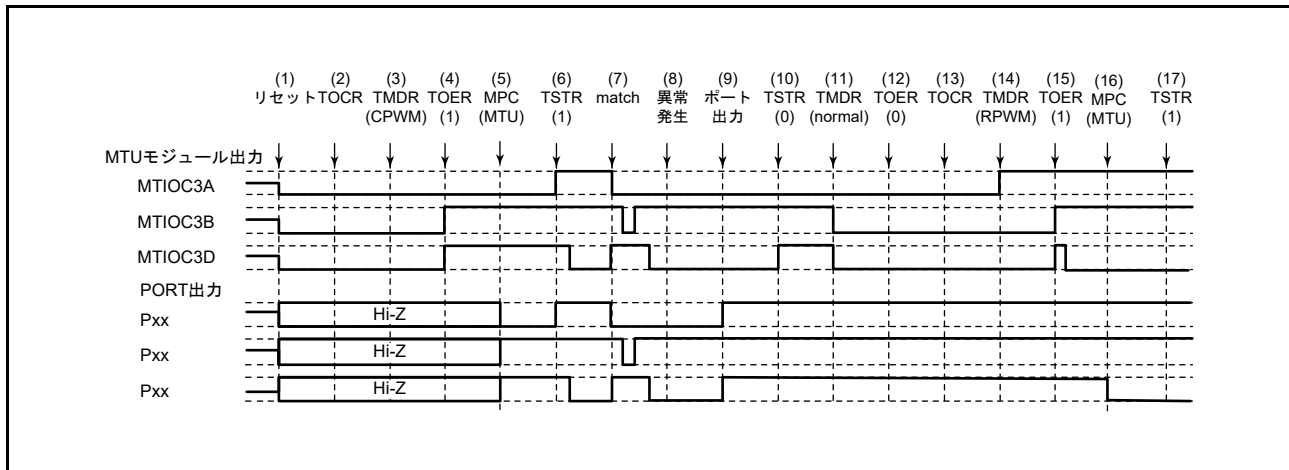 (1) (2) (3) (4) (5) (6) (7) (8) (9) (10) (11) (12) (13) (14) (15) (16) (17)
リセット TOCR TMDR TOER MPC TSTR match 異常 ポート TSTR TMDR TOER TOCR TMDR TOER MPC TSTR
(CPWM) (1) (MTU) (1) 発生 出力 (0) (normal) (0) (RPWM) (1) (MTU) (1)
MTUモジュール出力
MTIOC3A
MTIOC3B
MTIOC3D
PORT出力
Pxx Hi-Z
Pxx Hi-Z
Pxx Hi-Z